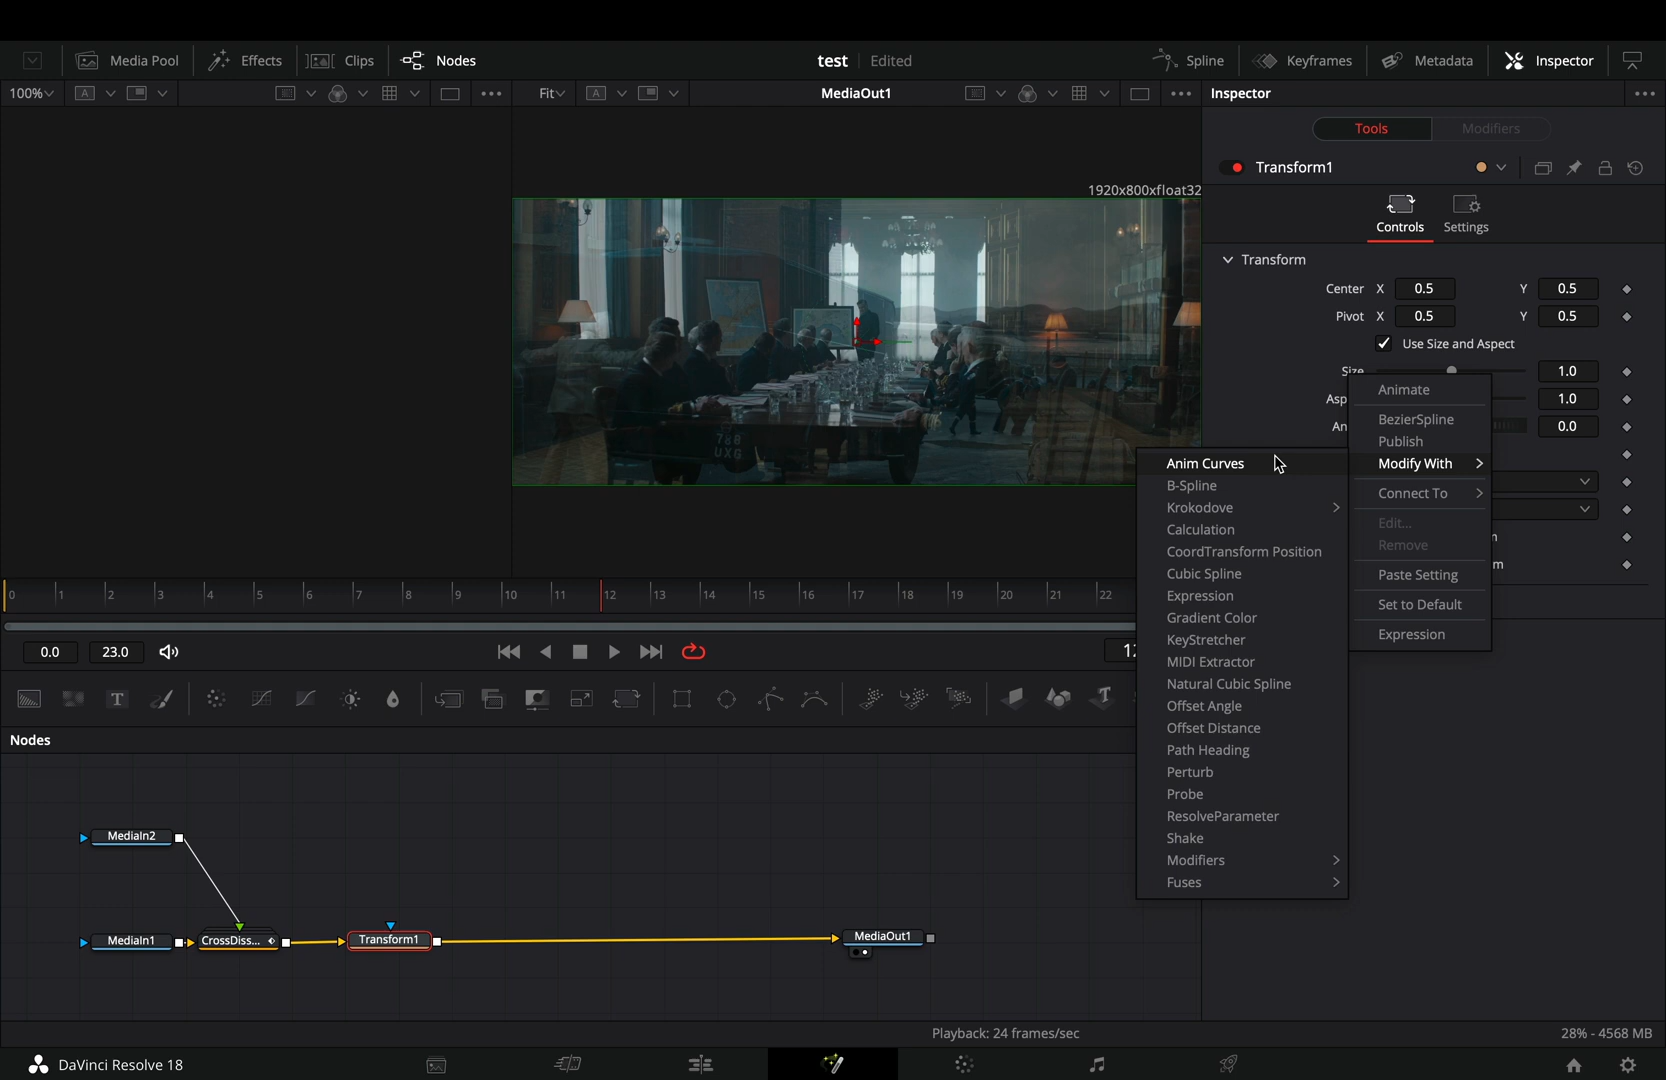 Media Pool
Effects
Clips
Nodes
test
Edited
Spline
Keyframes
Metadata
Inspector
100%
A
Fit
A
MediaOut1
Inspector
Tools
Modifiers
Transform1
1920x800xfloat32
Controls
Settings
Transform
Center X 0.5 Y 0.5
Pivot X 0.5 Y 0.5
Use Size and Aspect
Size 1.0
Asp 1.0
An 0.0
Animate
BezierSpline
Publish
Modify With
Connect To
Edit...
Remove
Paste Setting
Set to Default
Expression
n
m
Anim Curves
B-Spline
Krokodove
Calculation
CoordTransform Position
Cubic Spline
Expression
Gradient Color
KeyStretcher
MIDI Extractor
Natural Cubic Spline
Offset Angle
Offset Distance
Path Heading
Perturb
Probe
ResolveParameter
Shake
Modifiers
Fuses
788
UXG
0 1 2 3 4 5 6 7 8 9 10 11 12 13 14 15 16 17 18 19 20 21 22
0.0 23.0
12
T
T
Nodes
MediaIn2
MediaIn1
CrossDiss...
Transform1
MediaOut1
Playback: 24 frames/sec
28% - 4568 MB
DaVinci Resolve 18